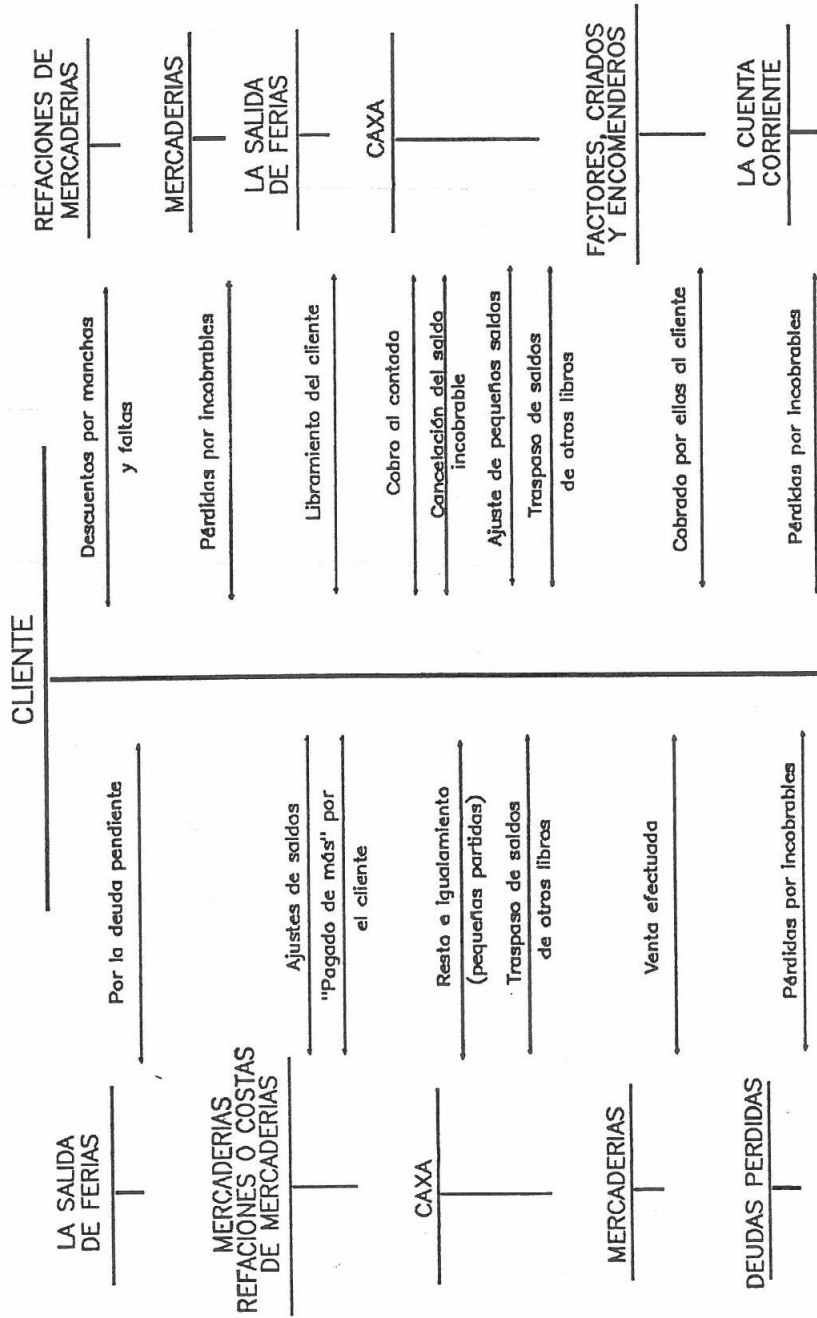 CLIENTE
LA SALIDA
DE FERIAS
Por la deuda pendiente
MERCADERIAS
REFACIONES O COSTAS
DE MERCADERIAS
Ajustes de saldos
"Pagado de más" por
el cliente
CAXA
Resto e igualamiento
(pequeñas partidas)
Traspaso de saldos
de otros libros
MERCADERIAS
Venta efectuada
DEUDAS PERDIDAS
Pérdidas por incobrables
REFACIONES DE
MERCADERIAS
Descuentos por manchas
y faltas
MERCADERIAS
Pérdidas por incobrables
LA SALIDA
DE FERIAS
Libramiento del cliente
CAXA
Cobro al contado
Cancelación del saldo
incobrable
Ajuste de pequeños saldos
Traspaso de saldos
de otros libros
FACTORES, CRIADOS
Y ENCOMENDEROS
Cobrado por ellos al cliente
LA CUENTA
CORRIENTE
Pérdidas por incobrables